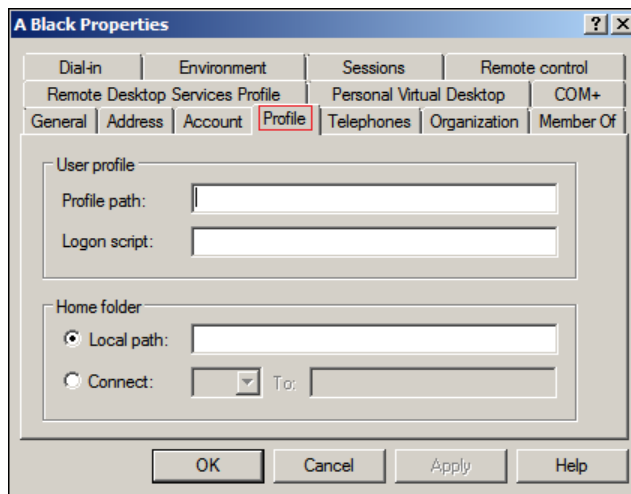 A Black Properties
Dial-in Environment Sessions Remote control
Remote Desktop Services Profile Personal Virtual Desktop COM+
General Address Account Profile Telephones Organization Member Of
User profile
Profile path:
Logon script:
Home folder
Local path:
Connect: To:
OK Cancel Apply Help